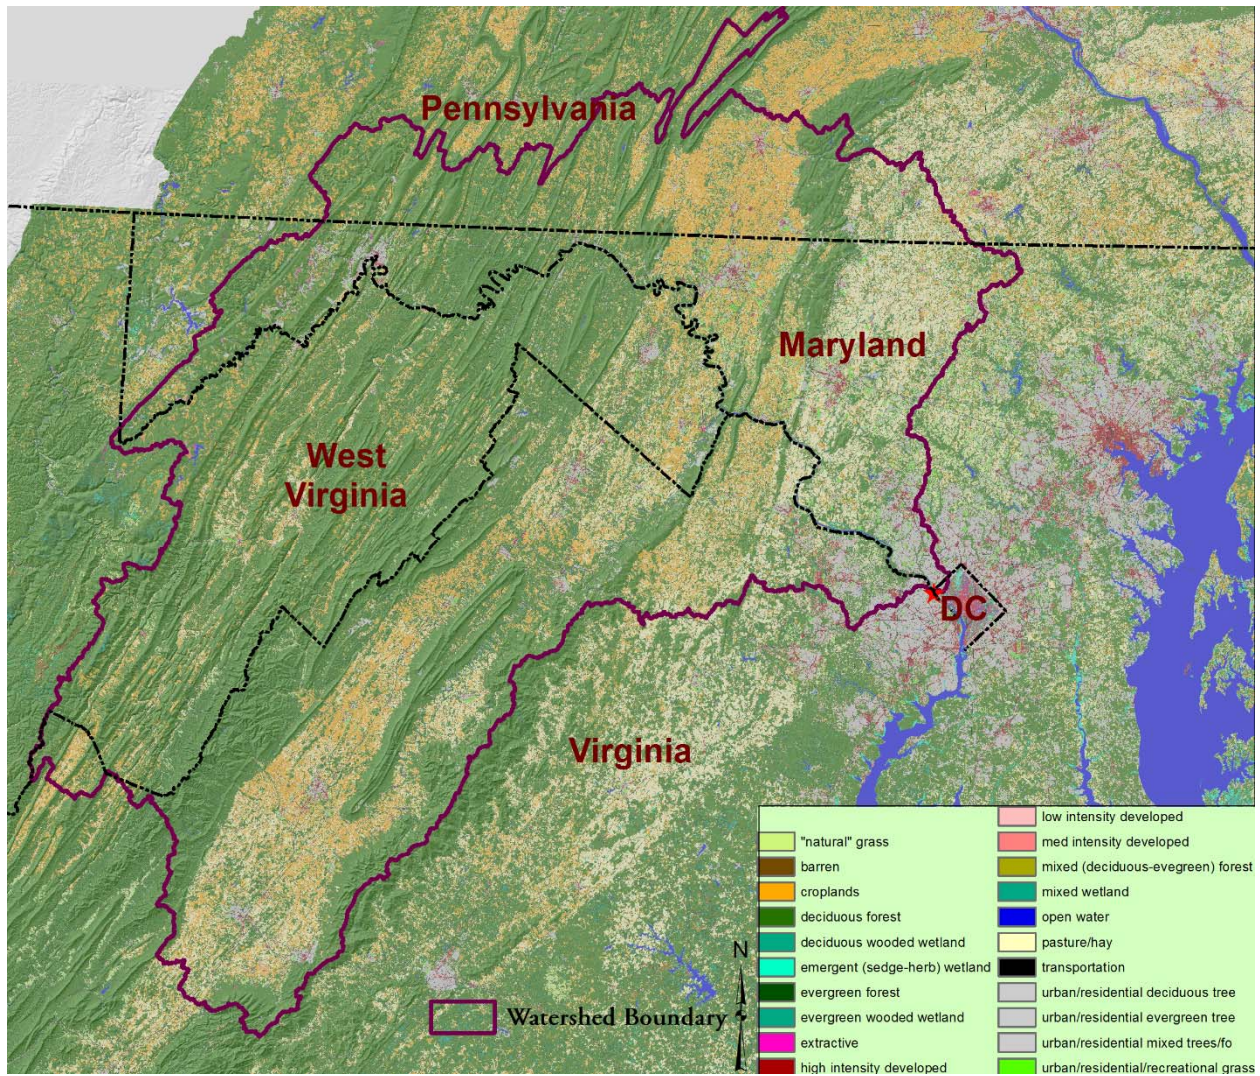 Pennsylvania
Maryland
West
Virginia
DC
Virginia
N
Watershed Boundary
"natural" grass
barren
croplands
deciduous forest
deciduous wooded wetland
emergent (sedge-herb) wetland
evergreen forest
evergreen wooded wetland
extractive
high intensity developed
low intensity developed
med intensity developed
mixed (deciduous-evegreen) forest
mixed wetland
open water
pasture/hay
transportation
urban/residential deciduous tree
urban/residential evergreen tree
urban/residential mixed trees/fo
urban/residential/recreational grass